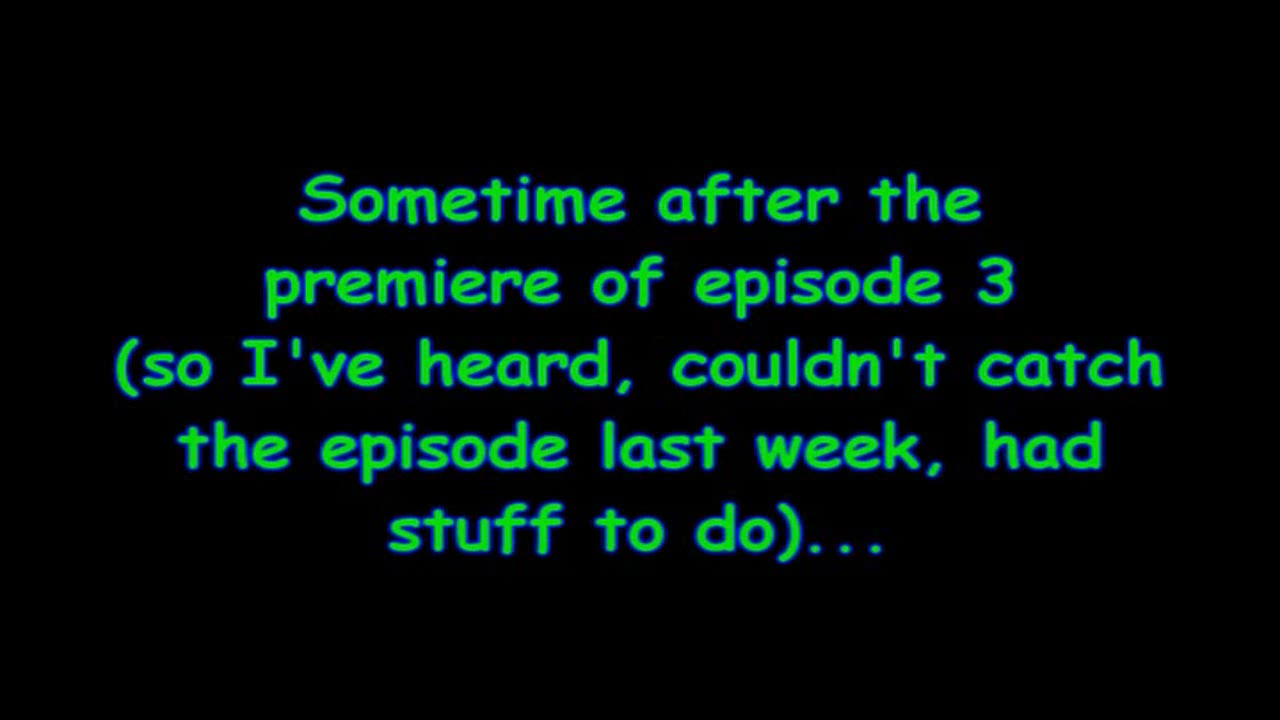 Sometime after the
premiere of episode 3
(so I've heard, couldn't catch
the episode last week, had
stuff to do)...